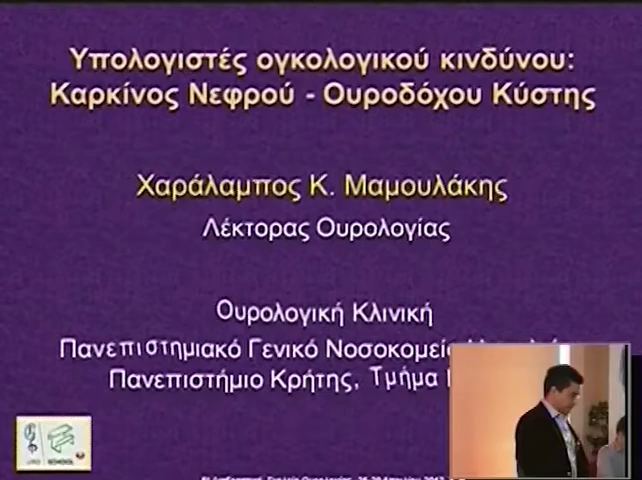 Υπολογιστές ογκολογικού κινδύνου:
Καρκίνος Νεφρού - Ουροδόχου Κύστης
Χαράλαμπος Κ. Μαμουλάκης
Λέκτορας Ουρολογίας
Ουρολογική Κλινική
Πανεπιστημιακό Γενικό Νοσοκομείο
Πανεπιστήμιο Κρήτης, Τμήμα
SCHOOL